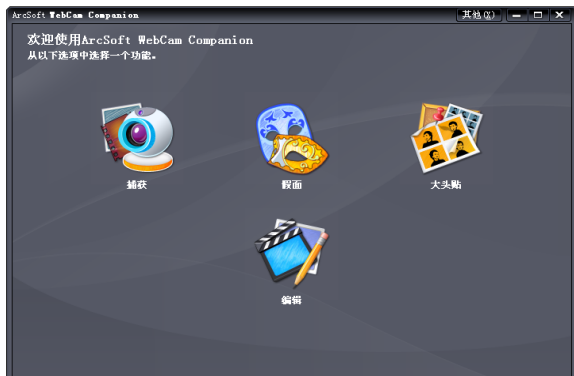 ArcSoft WebCam Companion 其他(X)
欢迎使用ArcSoft WebCam Companion
从以下选项中选择一个功能。
捕获 假面 大头贴
编辑